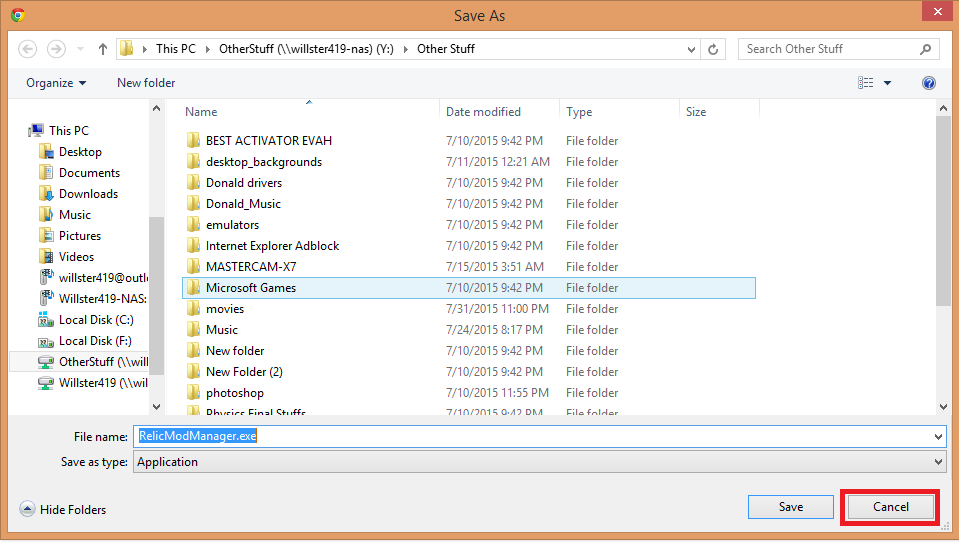 Save As
This PC OtherStuff (\\willster419-nas) (Y:) Other Stuff
Search Other Stuff
Organize New folder
Name Date modified Type Size
This PC
Desktop
Documents
Downloads
Music
Pictures
Videos
willster419@outlo
Willster419-NAS:
Local Disk (C:)
Local Disk (F:)
OtherStuff (\\will
Willster419 (\\wil
BEST ACTIVATOR EVAH 7/10/2015 9:42 PM File folder
desktop_backgrounds 7/11/2015 12:21 AM File folder
Donald drivers 7/10/2015 9:42 PM File folder
Donald_Music 7/10/2015 9:42 PM File folder
emulators 7/10/2015 9:42 PM File folder
Internet Explorer Adblock 7/10/2015 9:42 PM File folder
MASTERCAM-X7 7/15/2015 3:51 AM File folder
Microsoft Games 7/10/2015 9:42 PM File folder
movies 7/31/2015 11:00 PM File folder
Music 7/24/2015 8:17 PM File folder
New folder 7/10/2015 9:42 PM File folder
New Folder (2) 7/10/2015 9:42 PM File folder
photoshop 7/10/2015 11:55 PM File folder
Physics Final Stuffs 7/10/2015 9:42 PM File folder
File name: RelicModManager.exe
Save as type: Application
Hide Folders
Save
Cancel